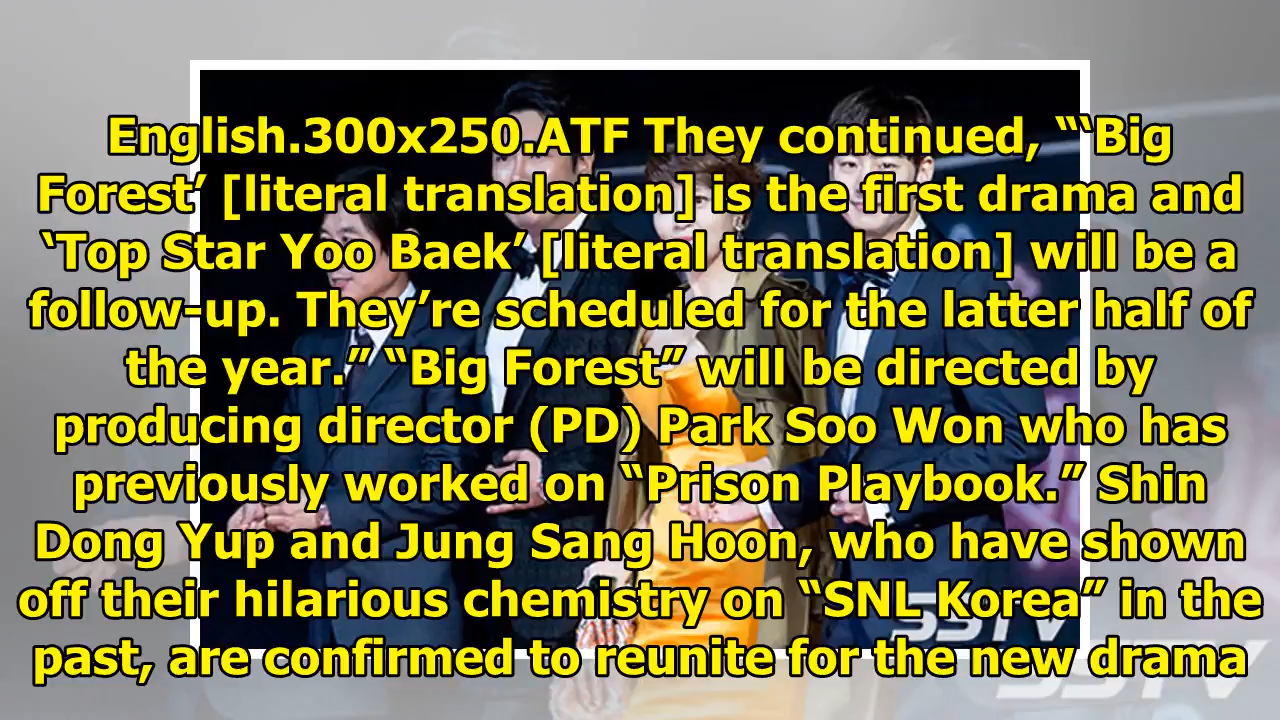 English.300x250.ATF They continued, “‘Big
Forest’ [literal translation] is the first drama and
‘Top Star Yoo Baek’ [literal translation] will be a
follow-up. They’re scheduled for the latter half of
the year.” “Big Forest” will be directed by
producing director (PD) Park Soo Won who has
previously worked on “Prison Playbook.” Shin
Dong Yup and Jung Sang Hoon, who have shown
off their hilarious chemistry on “SNL Korea” in the
past, are confirmed to reunite for the new drama
SSTV
SSTV